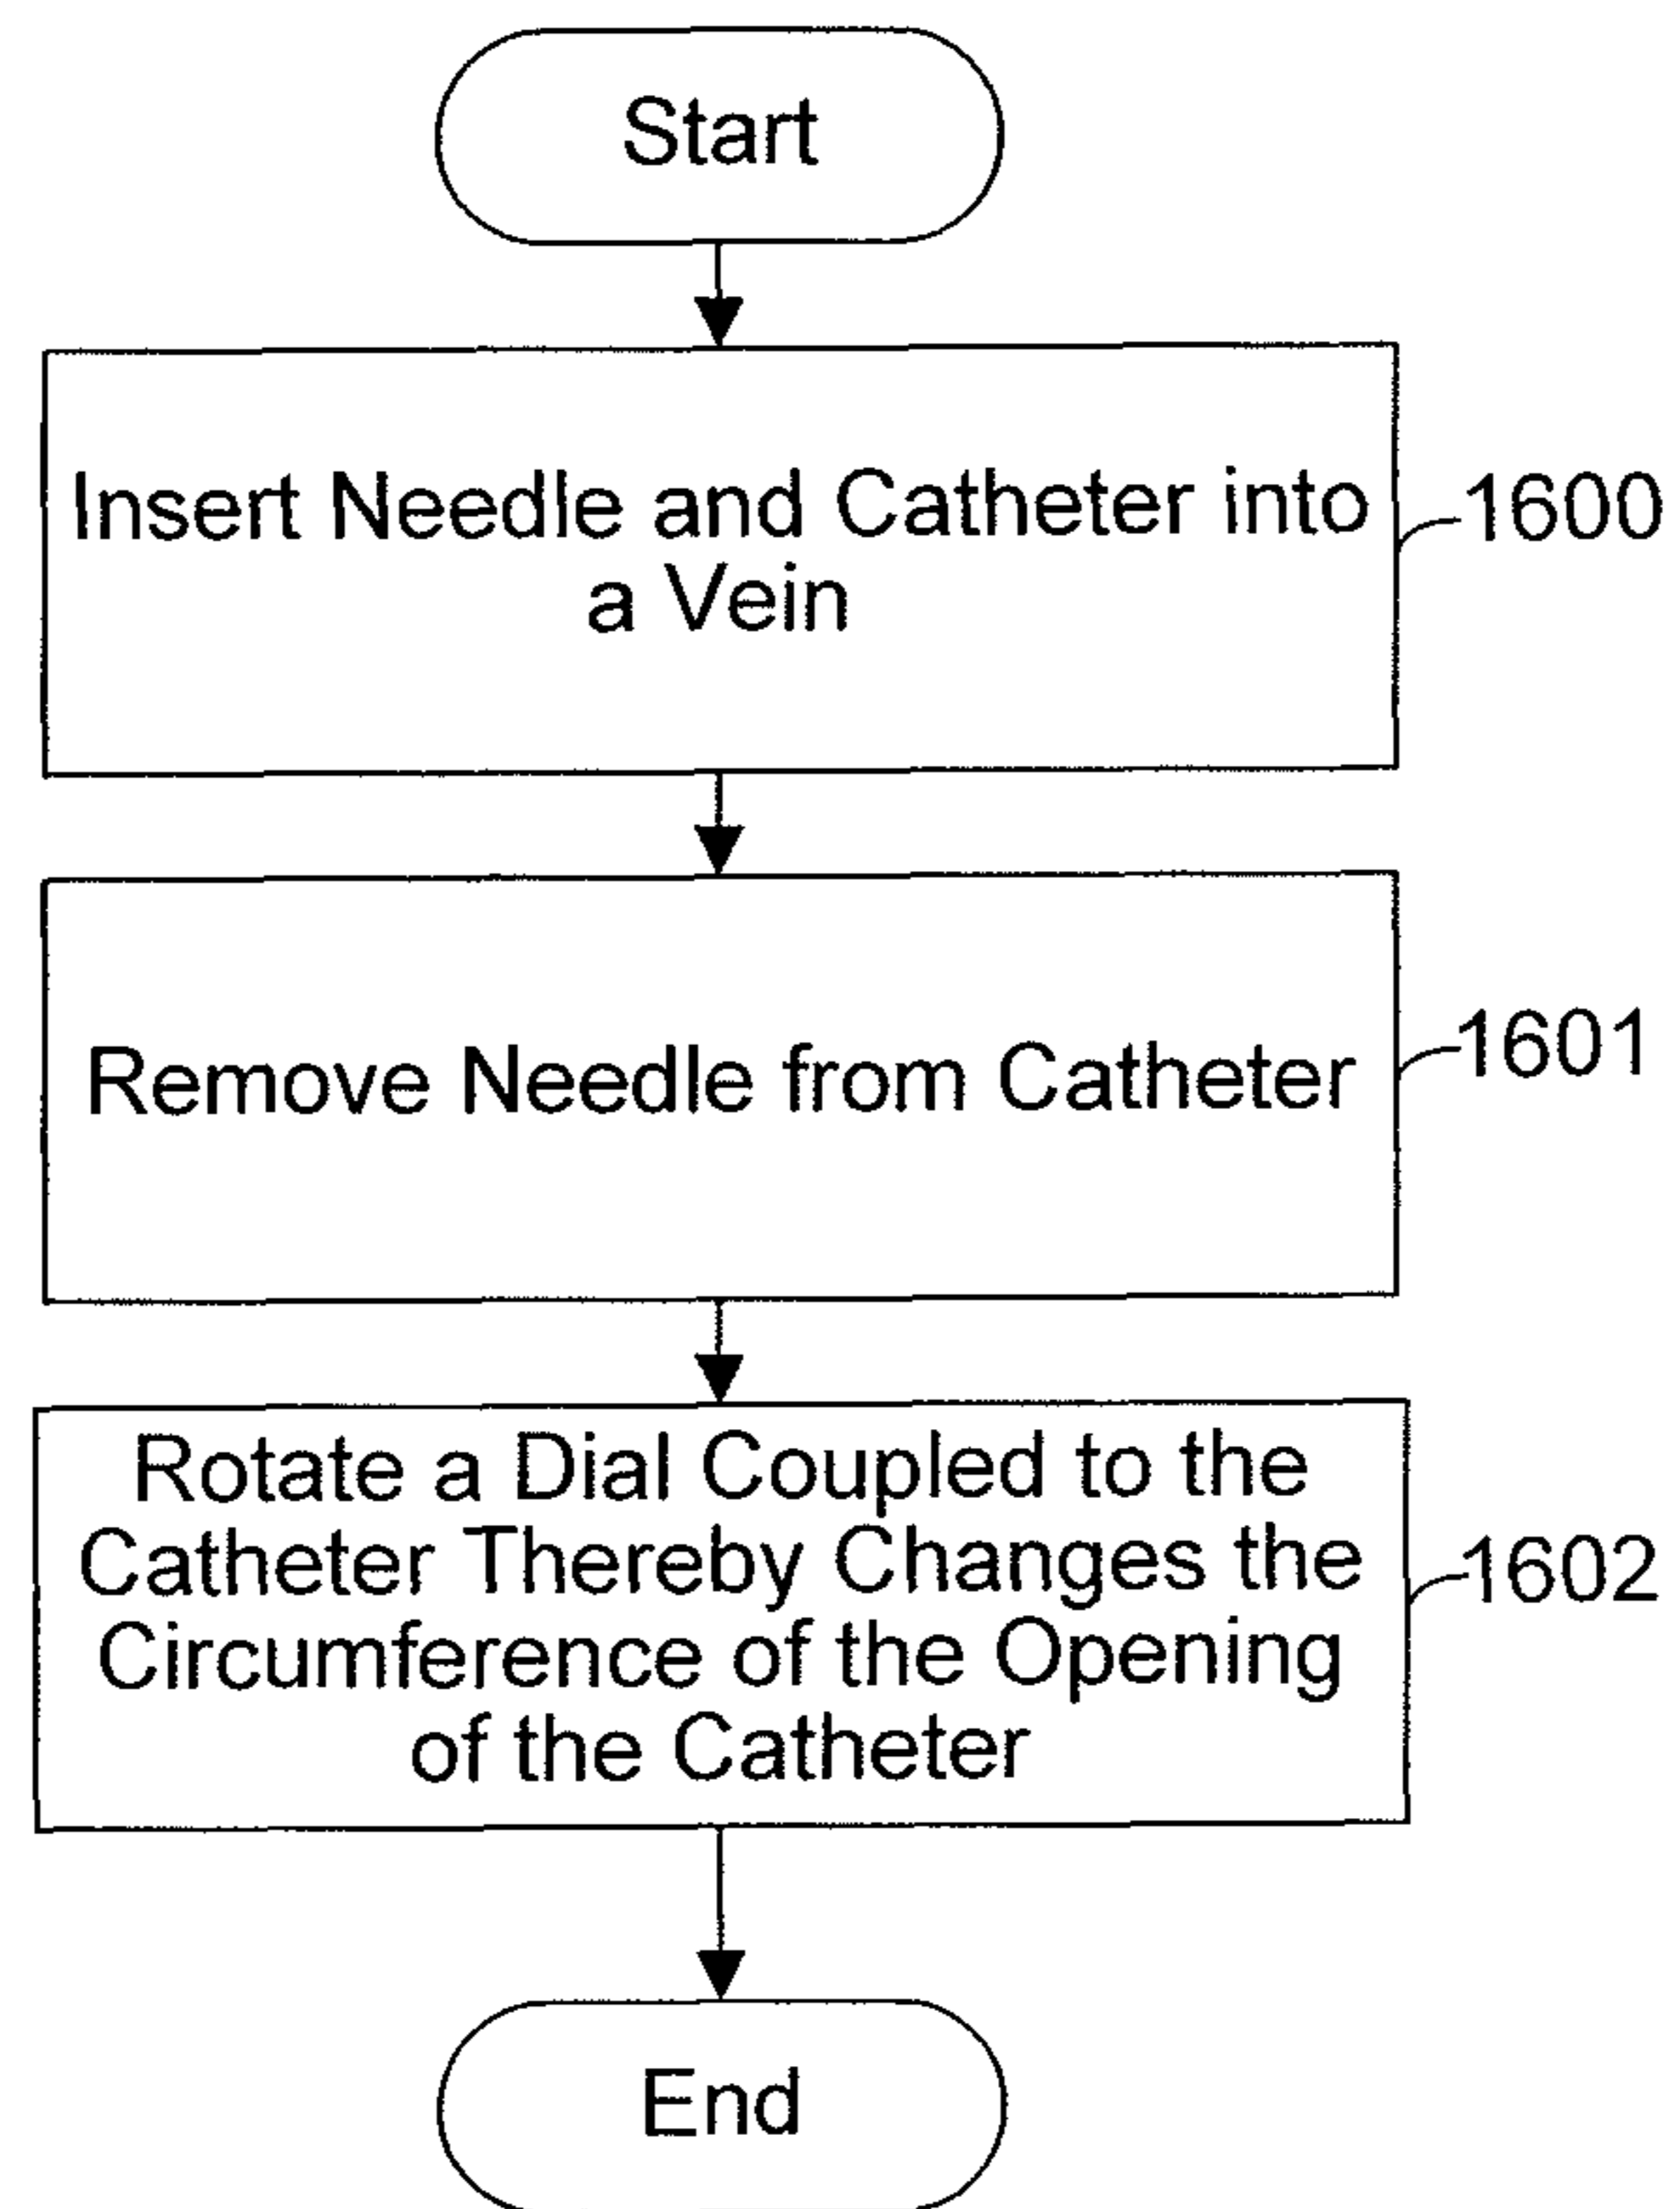 Start
Insert Needle and Catheter into
a Vein
1600
Remove Needle from Catheter
1601
Rotate a Dial Coupled to the
Catheter Thereby Changes the
Circumference of the Opening
of the Catheter
1602
End